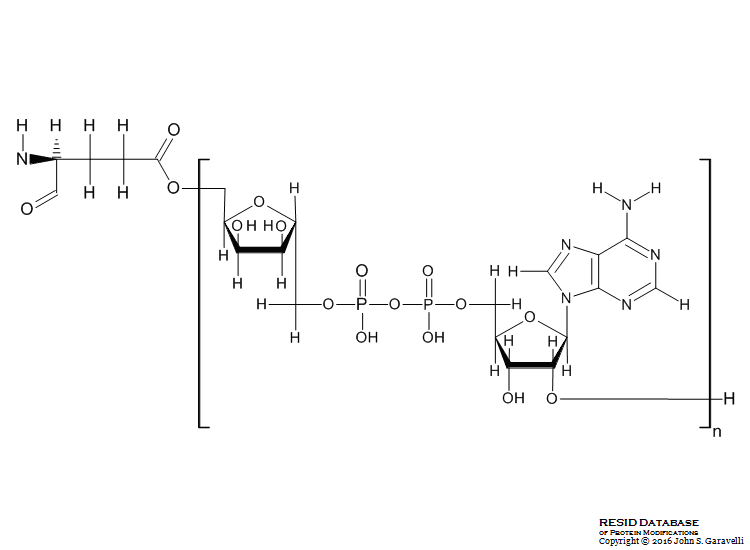 H H H H O
N
O O
O H
OH HO
H
H H
H O P O P O H
O O
H OH OH
H H
N
N N
H
N N H
H
O
H H
H H
OH O H
n
RESID DATABASE
OF PROTEIN MODIFICATIONS
Copyright © 2016 John S. Garavelli